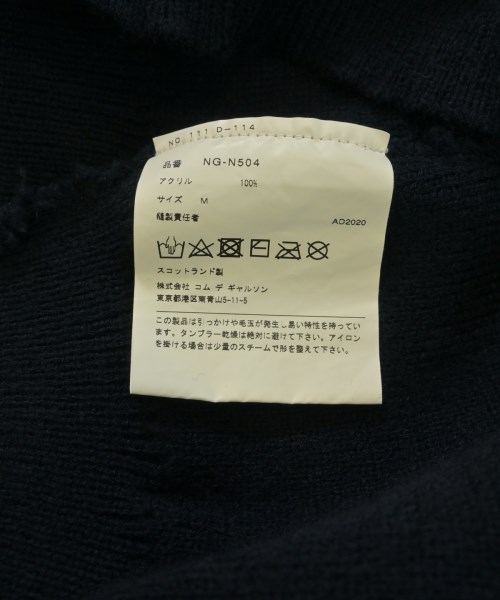 NO 131 D-114
品番 NG-N504
アクリル 100%
サイズ M
縫製責任者 AD2020
スコットランド製
株式会社 コム デ ギャルソン
東京都港区南青山5-11-5
この製品は引っかけや毛玉が発生し易い特性を持ってい
ます。タンブラー乾燥は絶対に避けて下さい。アイロン
を掛ける場合は少量のスチームで形を整えて下さい。